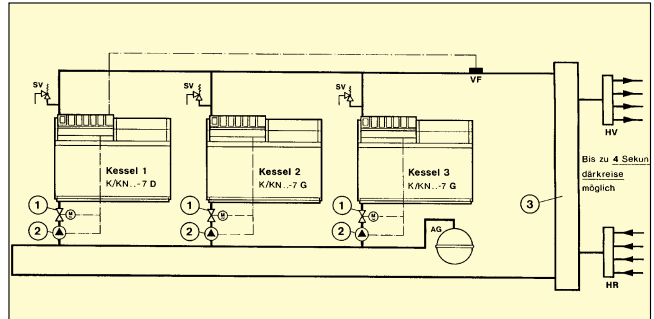 SV
SV
SV
VF
HV
Kessel 1
K/KN..-7 D
Kessel 2
K/KN..-7 G
Kessel 3
K/KN..-7 G
Bis zu 4 Sekun
därkreise
möglich
1
M
1
M
1
M
3
2
2
2
AG
HR